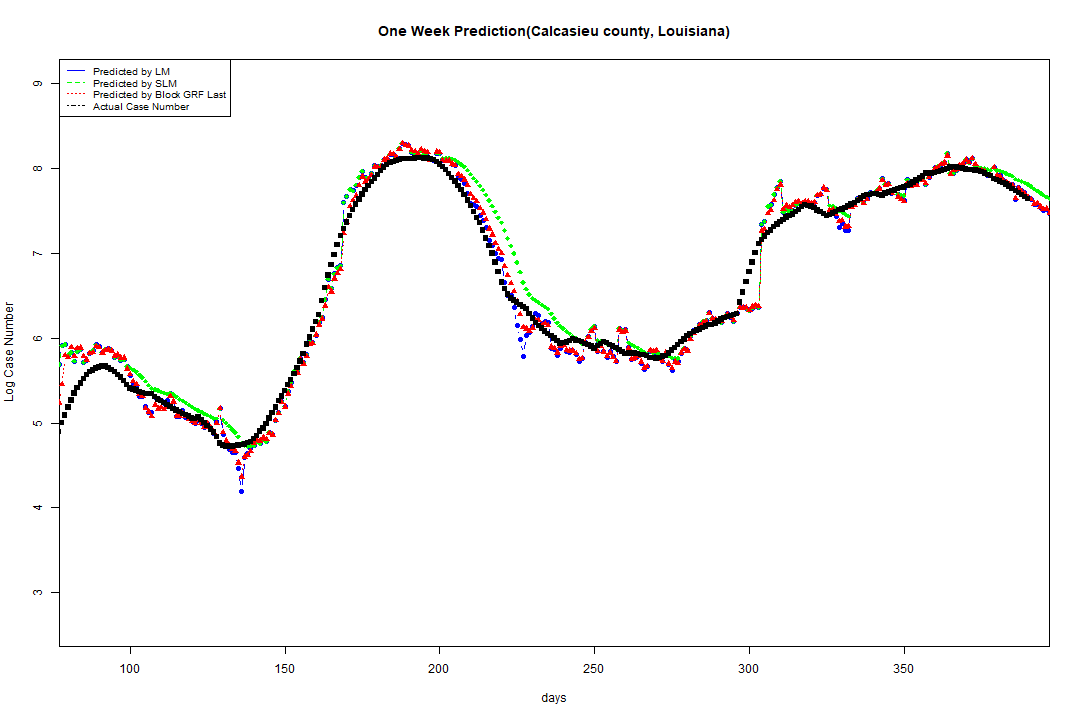 One Week Prediction(Calcasieu county, Louisiana)
Predicted by LM
Predicted by SLM
Predicted by Block GRF Last
Actual Case Number
9
8
7
6
5
4
3
Log Case Number
100 150 200 250 300 350
days